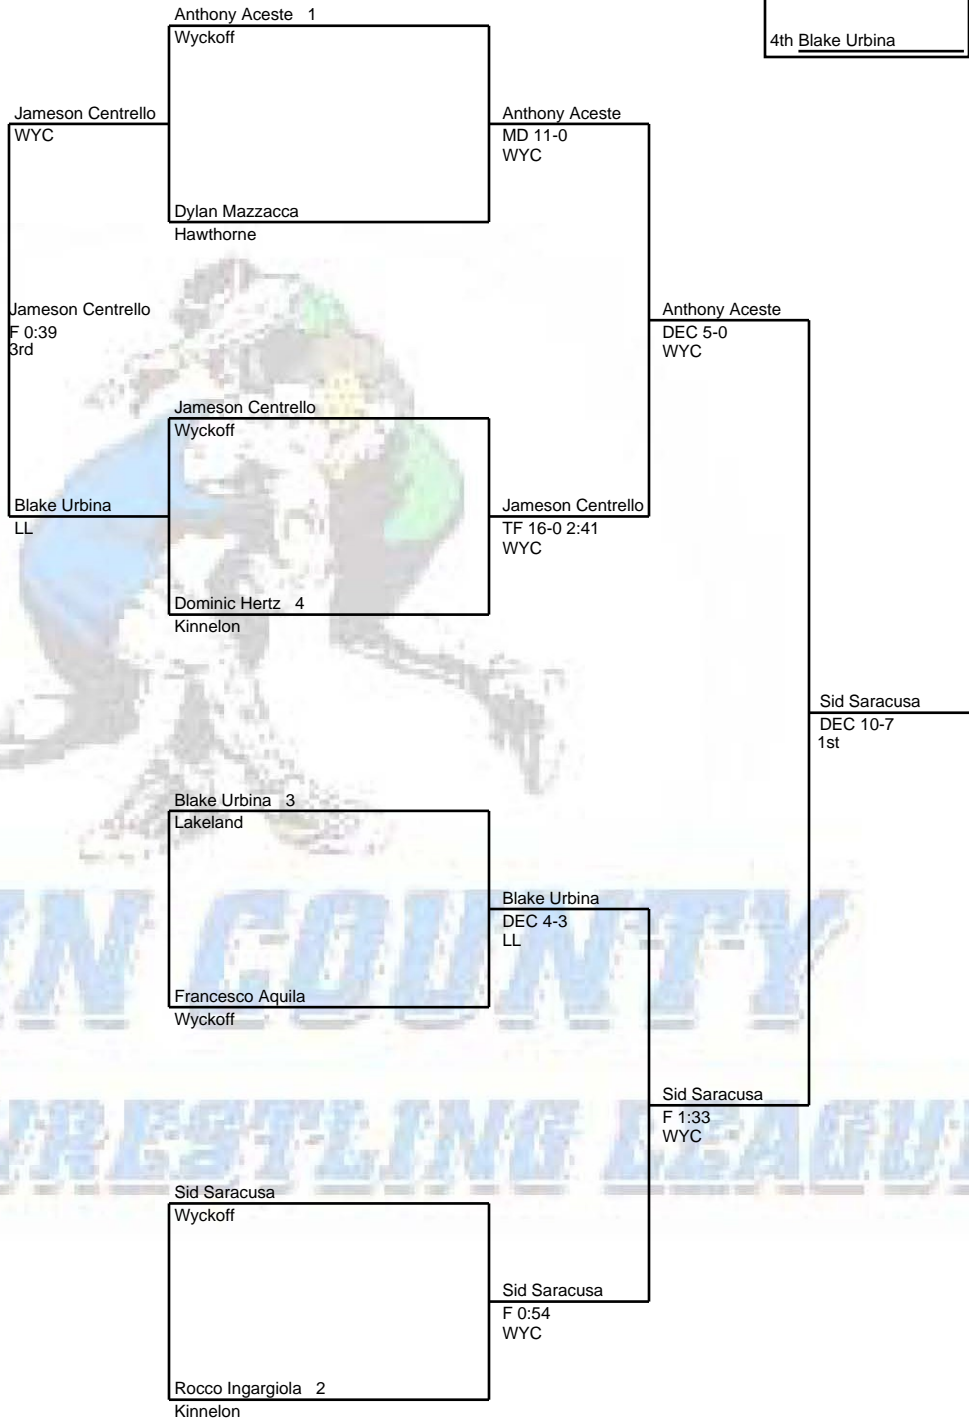 Anthony Aceste 1
Wyckoff
4th Blake Urbina
Jameson Centrello
WYC
Anthony Aceste
MD 11-0
WYC
Dylan Mazzacca
Hawthorne
Jameson Centrello
F 0:39
3rd
Anthony Aceste
DEC 5-0
WYC
Jameson Centrello
Wyckoff
Blake Urbina
LL
Jameson Centrello
TF 16-0 2:41
WYC
Dominic Hertz 4
Kinnelon
Sid Saracusa
DEC 10-7
1st
Blake Urbina 3
Lakeland
Blake Urbina
DEC 4-3
LL
N COUNTY
Francesco Aquila
Wyckoff
Sid Saracusa
F 1:33
WYC
WRESTLING LEAGU
Sid Saracusa
Wyckoff
Sid Saracusa
F 0:54
WYC
Rocco Ingargiola 2
Kinnelon